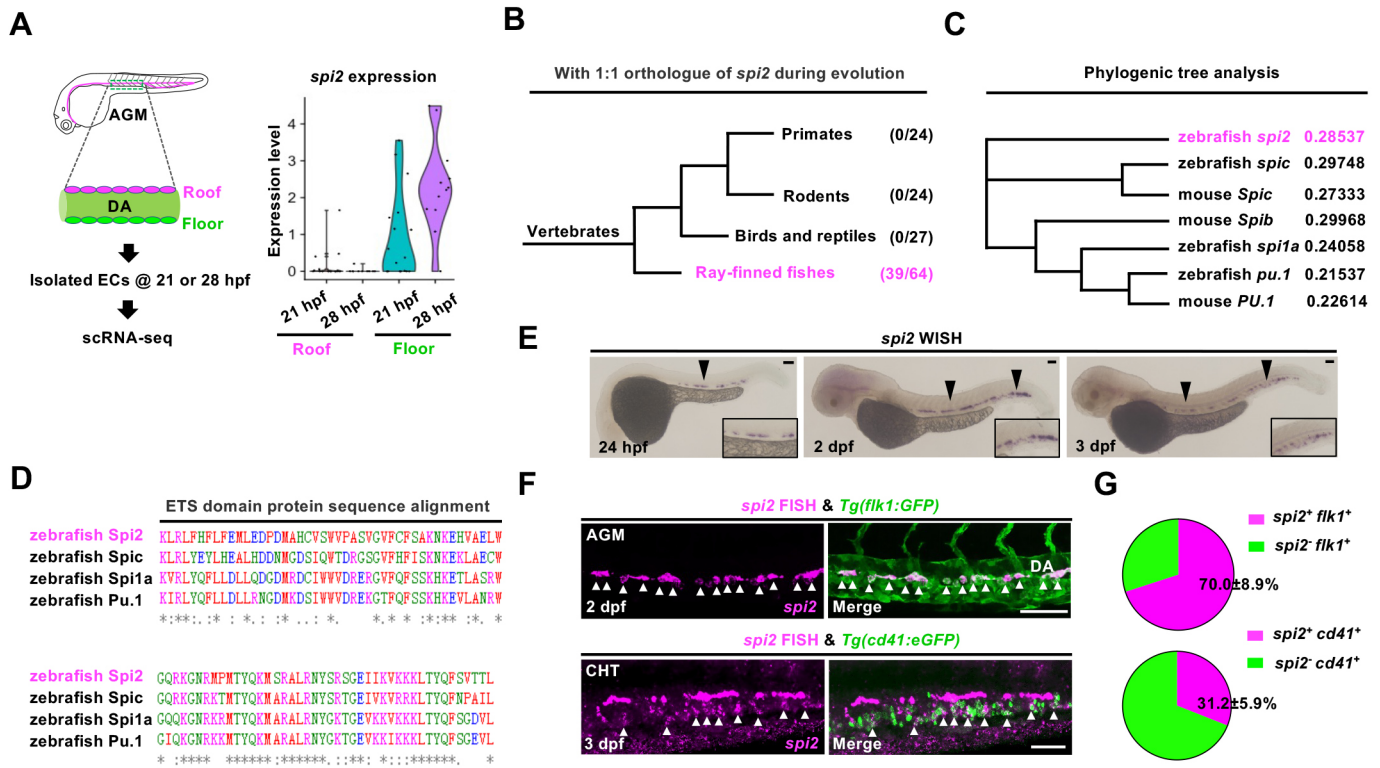 A
AGM
Roof
DA
Floor
Isolated ECs @ 21 or 28 hpf
scRNA-seq
spi2 expression
Expression level
4
3
2
1
0
21 hpf
28 hpf
21 hpf
28 hpf
Roof
Floor
B
With 1:1 orthologue of spi2 during evolution
Vertebrates
Primates (0/24)
Rodents (0/24)
Birds and reptiles (0/27)
Ray-finned fishes (39/64)
C
Phylogenic tree analysis
zebrafish spi2 0.28537
zebrafish spic 0.29748
mouse Spic 0.27333
mouse Spib 0.29968
zebrafish spi1a 0.24058
zebrafish pu.1 0.21537
mouse PU.1 0.22614
D
ETS domain protein sequence alignment
zebrafish Spi2 KLRLFHFLFEMLEDPDMAHCVSWVPASVGVFCFSAKNKEHVAELW
zebrafish Spic KLRLYEYLHEALHDDNMGDSIQWTDRGSGVFHFISKNKEKLAECW
zebrafish Spi1a KVRLYQFLLDLLQDGDMRDCIWWVDRERGVFQFSSKHKETLASRW
zebrafish Pu.1 KIRLYQFLLDLLRNGDMKDSIWWVDREKGTFQFSSKHKEVLANRW
zebrafish Spi2 GQRKGNRMPMTYQKMSRALRNYSRSGEIIKVKKKLTYQFSVTTL
zebrafish Spic GQRKGNRKTMTYQKMARALRNYSRTGEIVKVRRKLTYQFNPAIL
zebrafish Spi1a GQQKGNRKRMTYQKMARALRNYGKTGEVKKVKKKLTYQFSGDVL
zebrafish Pu.1 GIQKGNRKKMTYQKMARALRNYGKTGEVKKIKKKLTYQFSGEVL
E
spi2 WISH
24 hpf
2 dpf
3 dpf
F
spi2 FISH & Tg(flk1:GFP)
AGM
DA
2 dpf
spi2
Merge
spi2 FISH & Tg(cd41:eGFP)
CHT
3 dpf
spi2
Merge
G
spi2+ flk1+
spi2- flk1+
70.0±8.9%
spi2+ cd41+
spi2- cd41+
31.2±5.9%